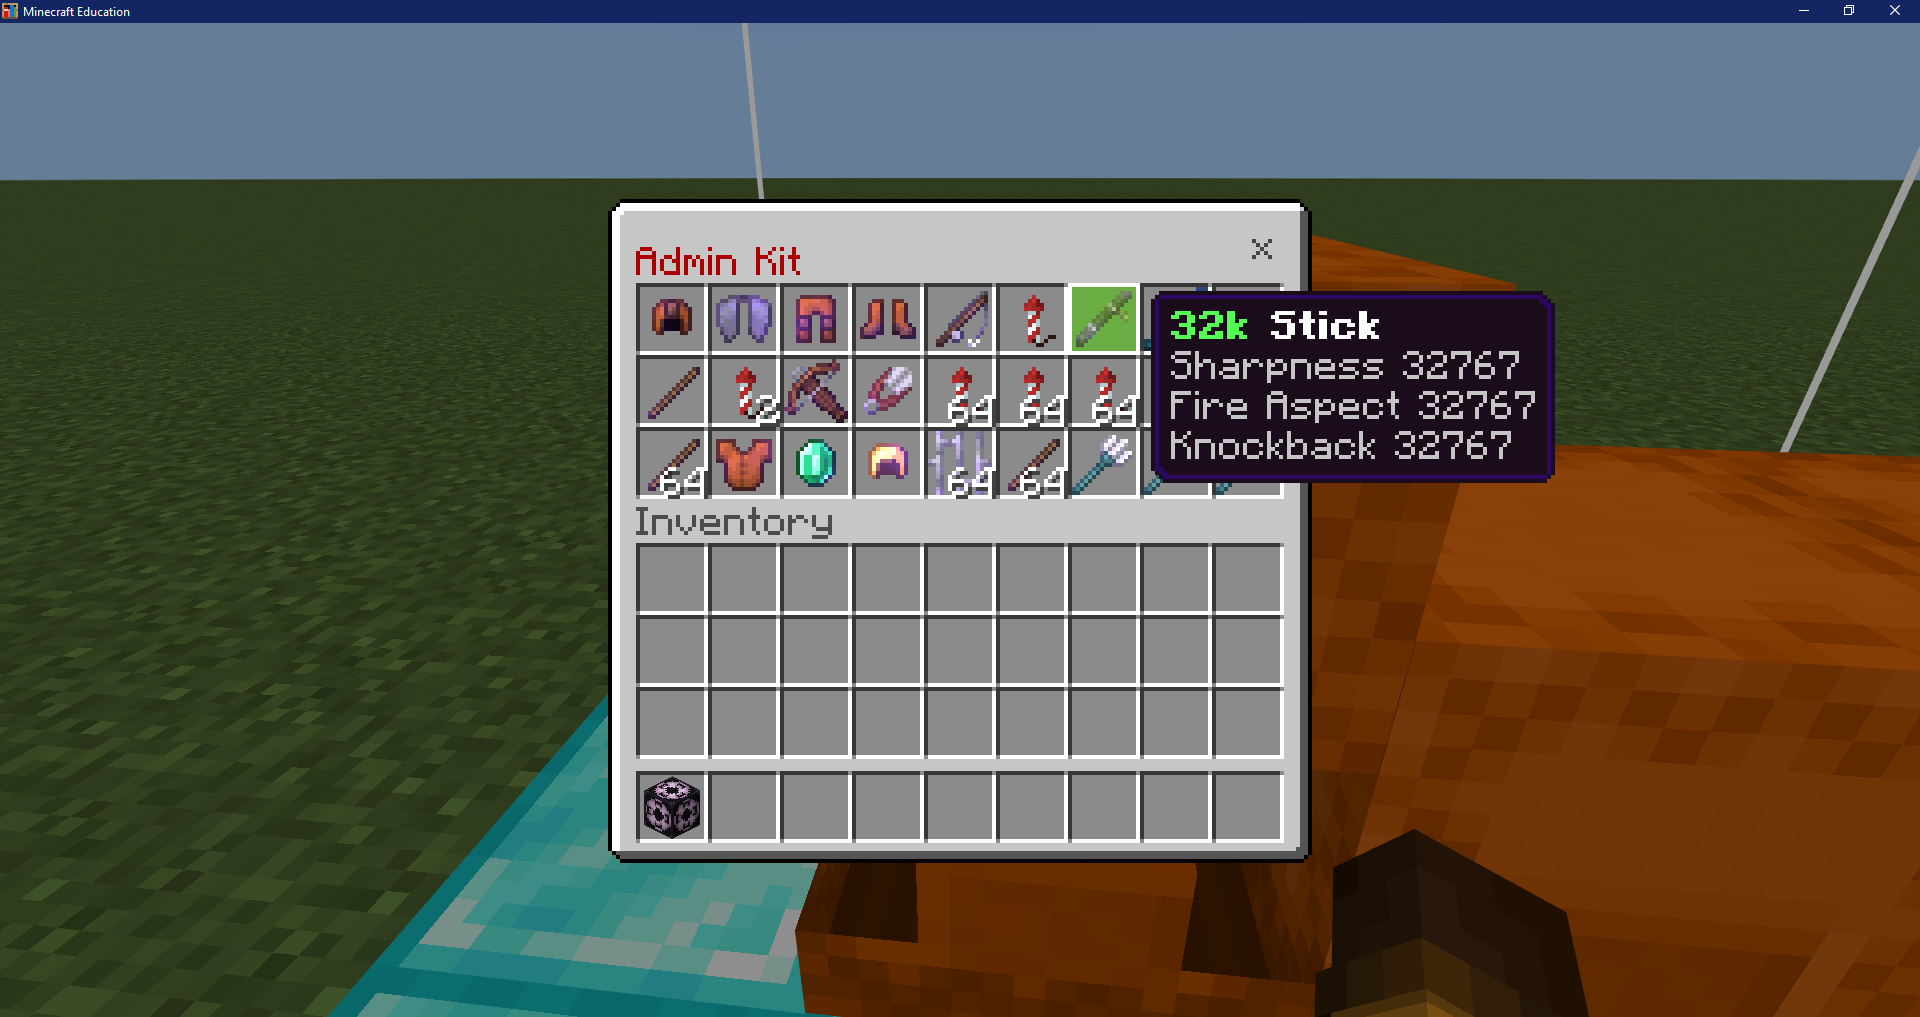 Minecraft Education
Admin Kit
32k Stick
Sharpness 32767
Fire Aspect 32767
Knockback 32767
8
64
64
64
64
64
64
Inventory